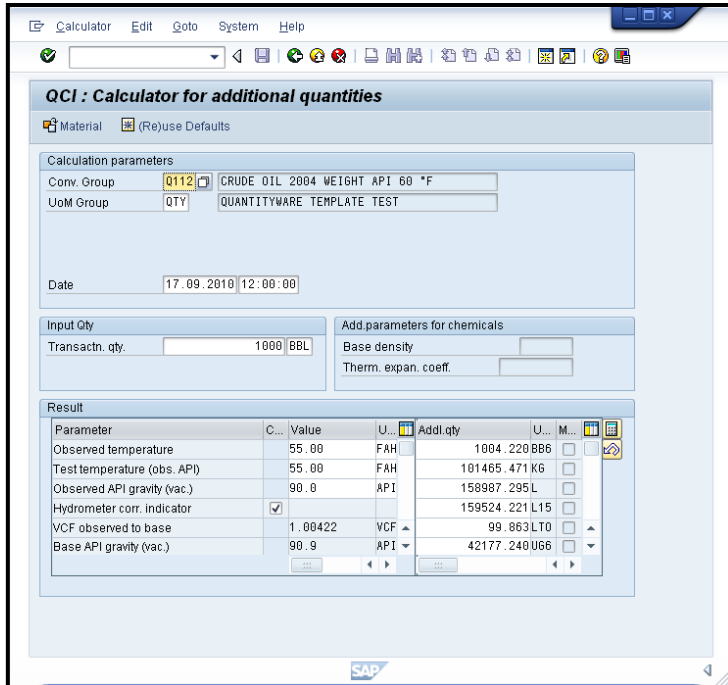 Calculator Edit Goto System Help
QCI : Calculator for additional quantities
Material (Re)use Defaults
Calculation parameters
Conv. Group Q112 CRUDE OIL 2004 WEIGHT API 60 °F
UoM Group QTY QUANTITYWARE TEMPLATE TEST
Date 17.09.2010 12:00:00
Input Qty Add.parameters for chemicals
Transactn. qty. 1000 BBL Base density
Therm. expan. coeff.
Result
Parameter C... Value U... Addl.qty U... M...
Observed temperature 55.00 FAH 1004.220 BB6
Test temperature (obs. API) 55.00 FAH 101465.471 KG
Observed API gravity (vac.) 90.0 API 158987.295 L
Hydrometer corr. indicator 159524.221 L15
VCF observed to base 1.00422 VCF 99.863 LTO
Base API gravity (vac.) 90.9 API 42177.240 UG6
SAP